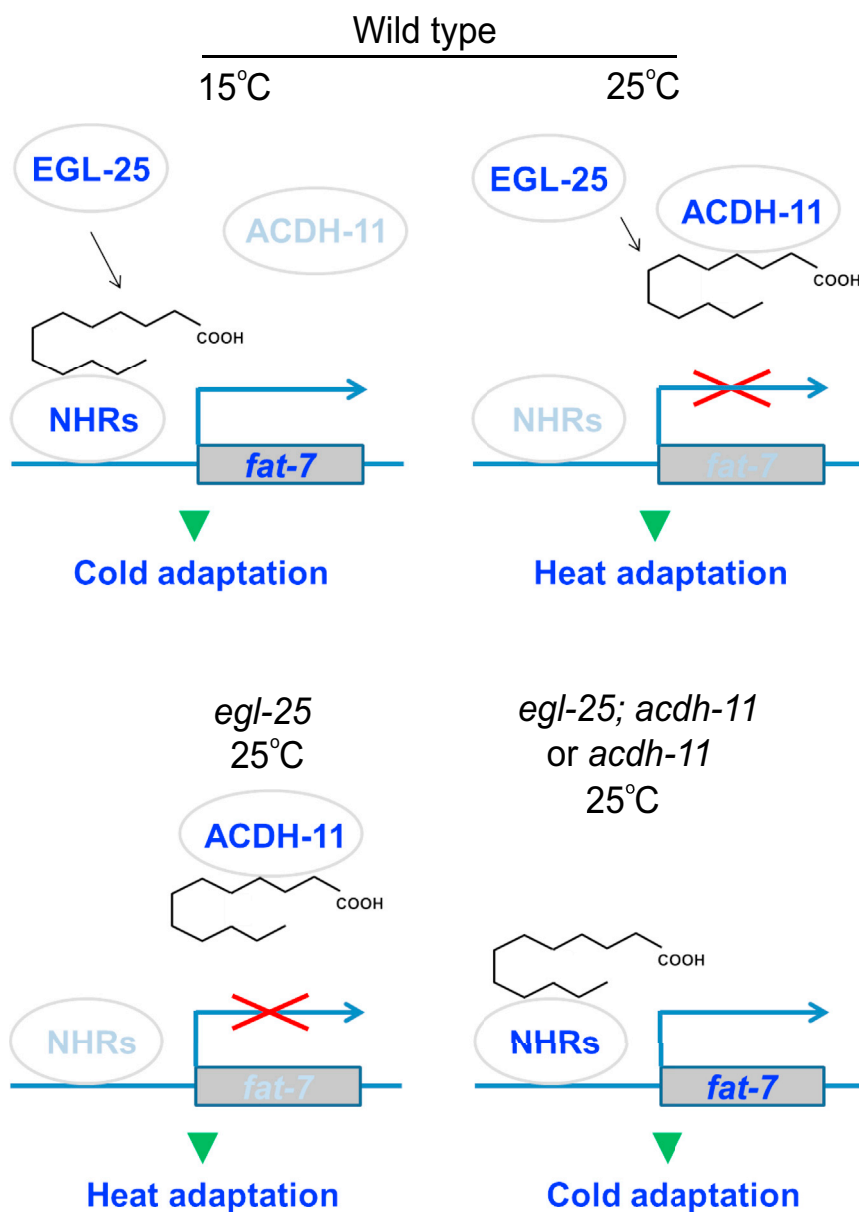 Wild type
15°C
25°C
EGL-25
ACDH-11
COOH
NHRs
fat-7
Cold adaptation
EGL-25
ACDH-11
COOH
NHRs
fat-7
Heat adaptation
egl-25
25°C
ACDH-11
COOH
NHRs
fat-7
Heat adaptation
egl-25; acdh-11
or acdh-11
25°C
COOH
NHRs
fat-7
Cold adaptation